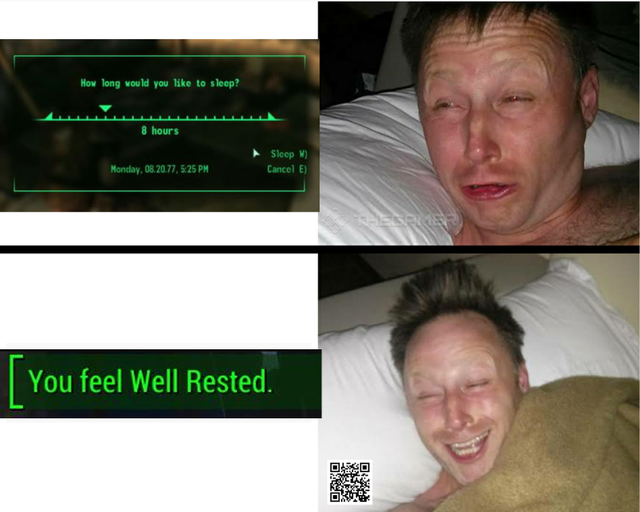 How long would you like to sleep?
8 hours
Sleep W)
Monday, 08.20.77, 5:25 PM
Cancel E)
THEGAMER
You feel Well Rested.